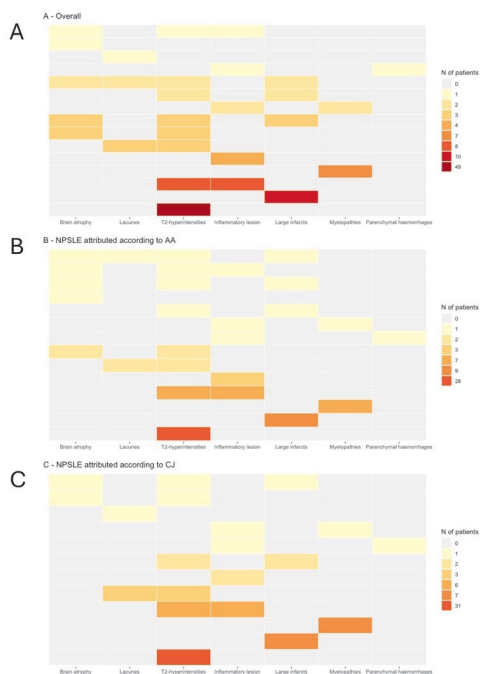 A
A - Overall
N of patients
0
1
2
3
4
7
8
10
49
Brain atrophy Lacunes T2-hyperintensities Inflammatory lesion Large infarcts Myelopathies Parenchymal haemorrhages
B
B - NPSLE attributed according to AA
N of patients
0
1
2
3
7
9
28
Brain atrophy Lacunes T2-hyperintensities Inflammatory lesion Large infarcts Myelopathies Parenchymal haemorrhages
C
C - NPSLE attributed according to CJ
N of patients
0
1
2
3
6
7
31
Brain atrophy Lacunes T2-hyperintensities Inflammatory lesion Large infarcts Myelopathies Parenchymal haemorrhages